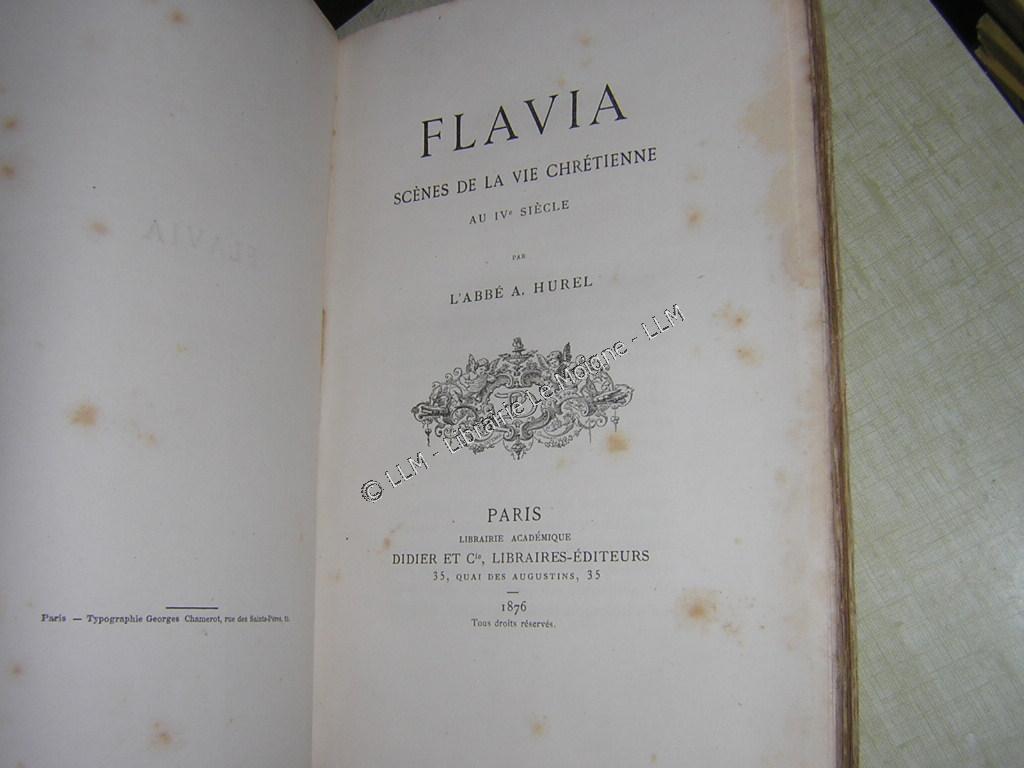 FLAVIA
Paris — Typographie Georges Chamerot, rue des Saints-Pères,
FLAVIA
SCÈNES DE LA VIE CHRÉTIENNE
AU IVe SIÈCLE
PAR
L'ABBÉ A. HUREL
© LLM - Librairie Le Moigne - LLM
PARIS
LIBRAIRIE ACADÉMIQUE
DIDIER ET Cie, LIBRAIRES-ÉDITEURS
35, QUAI DES AUGUSTINS, 35
1876
Tous droits réservés.